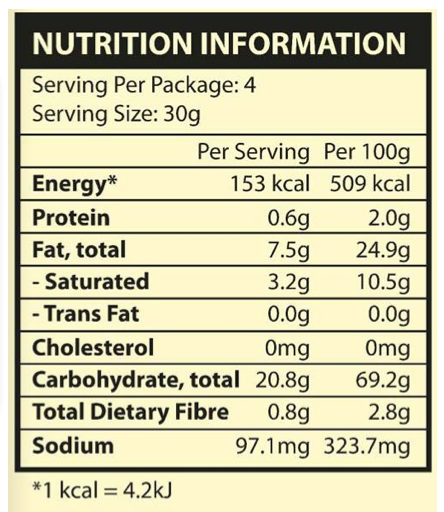 NUTRITION INFORMATION
Serving Per Package: 4
Serving Size: 30g
Per Serving Per 100g
Energy* 153 kcal 509 kcal
Protein 0.6g 2.0g
Fat, total 7.5g 24.9g
- Saturated 3.2g 10.5g
- Trans Fat 0.0g 0.0g
Cholesterol 0mg 0mg
Carbohydrate, total 20.8g 69.2g
Total Dietary Fibre 0.8g 2.8g
Sodium 97.1mg 323.7mg
*1 kcal = 4.2kJ